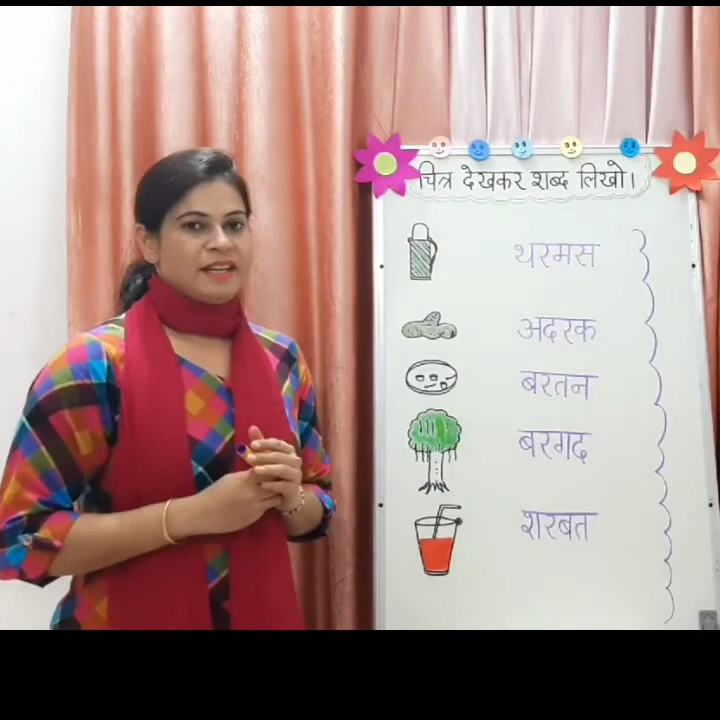 चित्र देखकर शब्द लिखो।
थरमस
अदरक
बरतन
बरगद
शरबत